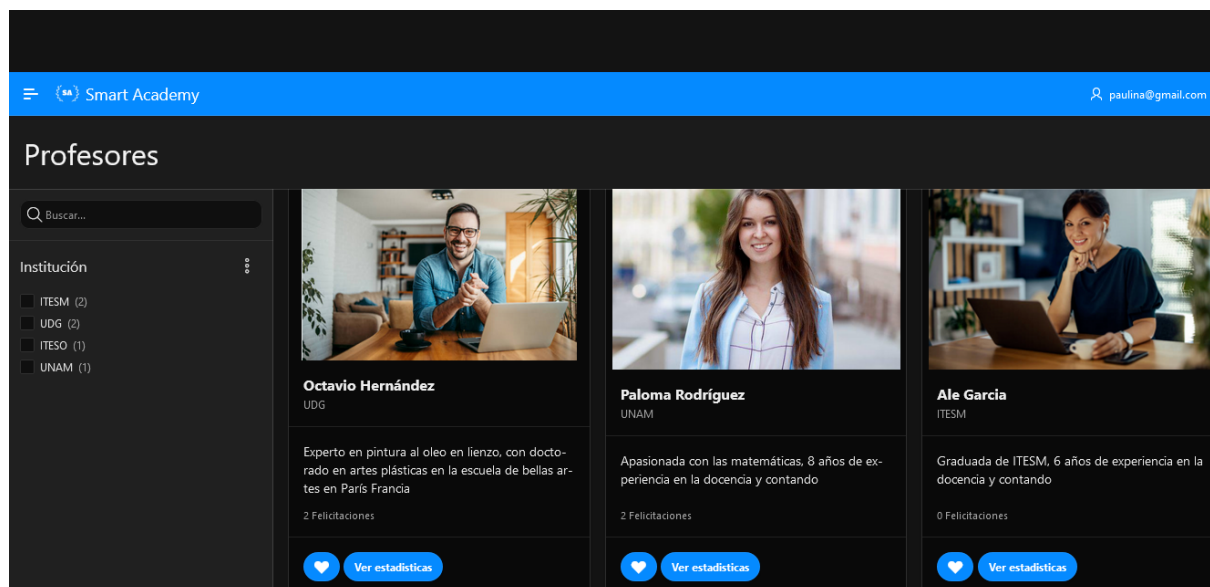 SA Smart Academy
paulina@gmail.com
Profesores
Buscar...
Institución
ITESM (2)
UDG (2)
ITESO (1)
UNAM (1)
Octavio Hernández
UDG
Experto en pintura al oleo en lienzo, con docto-
rado en artes plásticas en la escuela de bellas ar-
tes en París Francia
2 Felicitaciones
Ver estadisticas
Paloma Rodríguez
UNAM
Apasionada con las matemáticas, 8 años de ex-
periencia en la docencia y contando
2 Felicitaciones
Ver estadisticas
Ale Garcia
ITESM
Graduada de ITESM, 6 años de experiencia en la
docencia y contando
0 Felicitaciones
Ver estadisticas